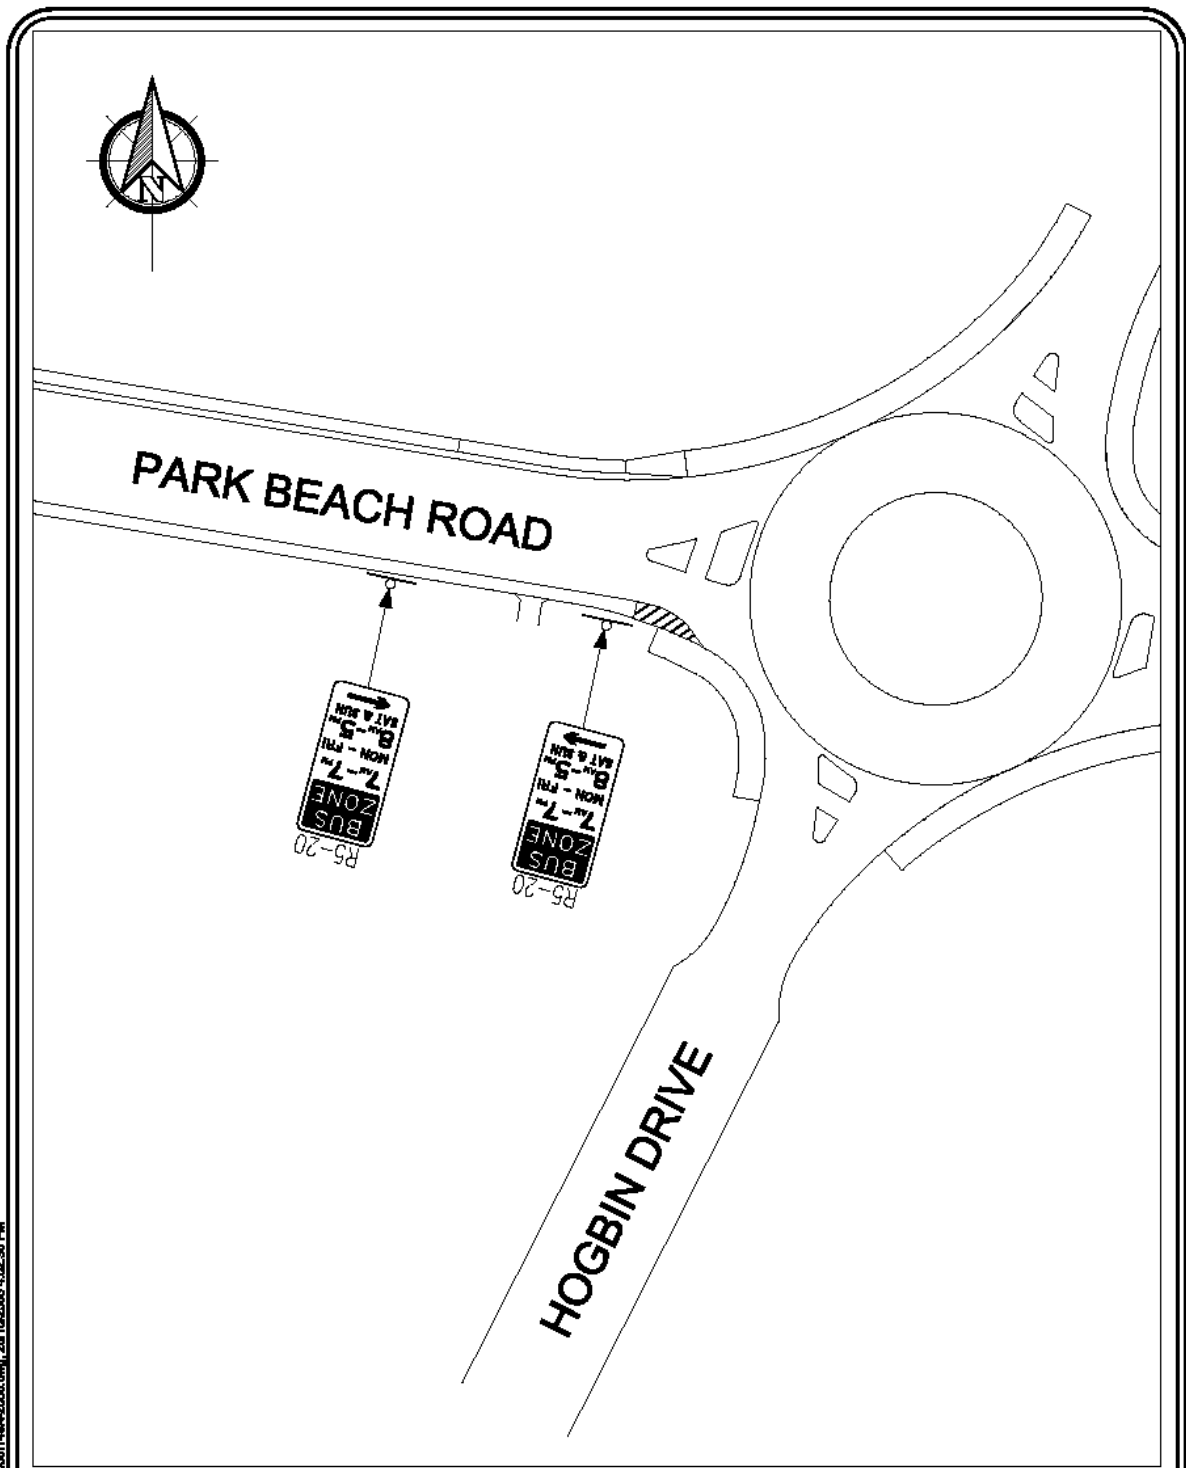 N
PARK BEACH ROAD
BUS
ZONE
7AM-7PM
MON - FRI
8AM-5PM
SAT & SUN
R5-20
BUS
ZONE
7AM-7PM
MON - FRI
8AM-5PM
SAT & SUN
R5-20
HOGBIN DRIVE